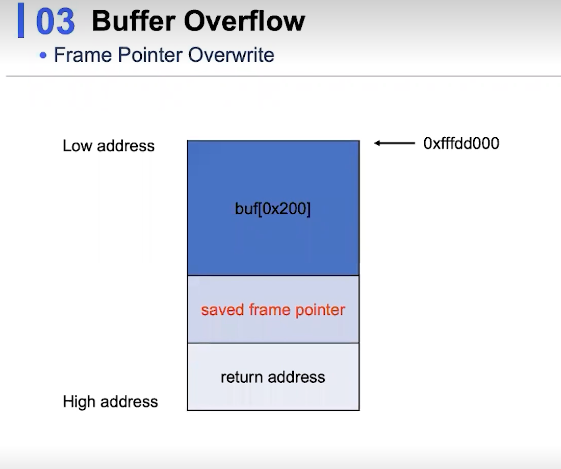 03 Buffer Overflow
• Frame Pointer Overwrite
Low address
0xfffdd000
buf[0x200]
saved frame pointer
return address
High address